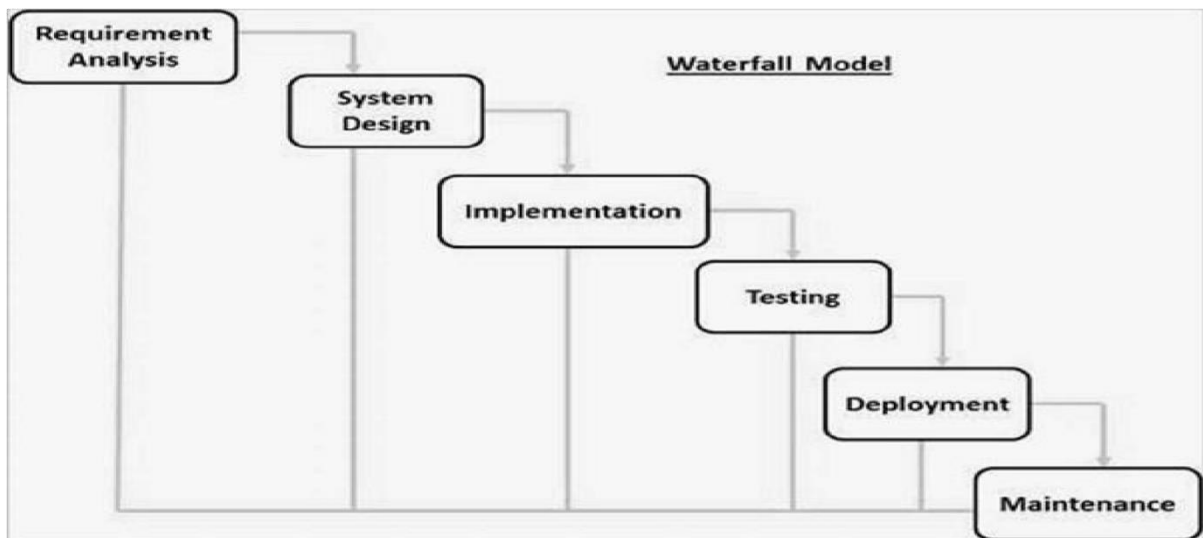 Requirement
Analysis
Waterfall Model
System
Design
Implementation
Testing
Deployment
Maintenance